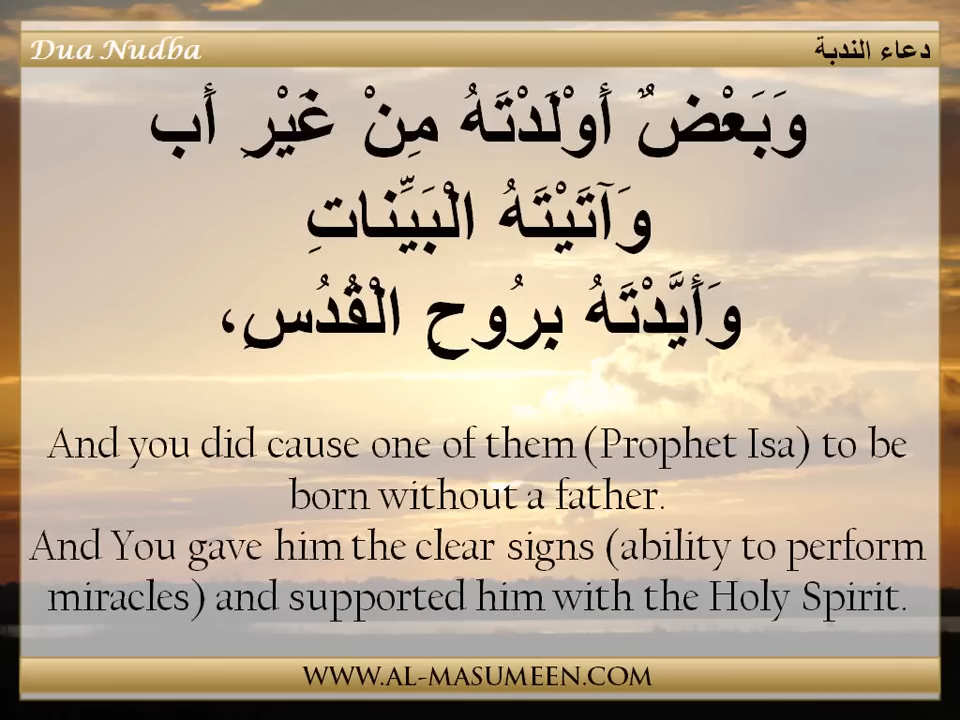 Dua Nudba
دعاء الندبة
وَبَعْضٌ أَوْلَدْتَهُ مِنْ غَيْرِ أَب
وَآتَيْتَهُ الْبَيِّناتِ
وَأَيَّدْتَهُ بِرُوحِ الْقُدُسِ،
And you did cause one of them (Prophet Isa) to be
born without a father.
And You gave him the clear signs (ability to perform
miracles) and supported him with the Holy Spirit.
WWW.AL-MASUMEEN.COM